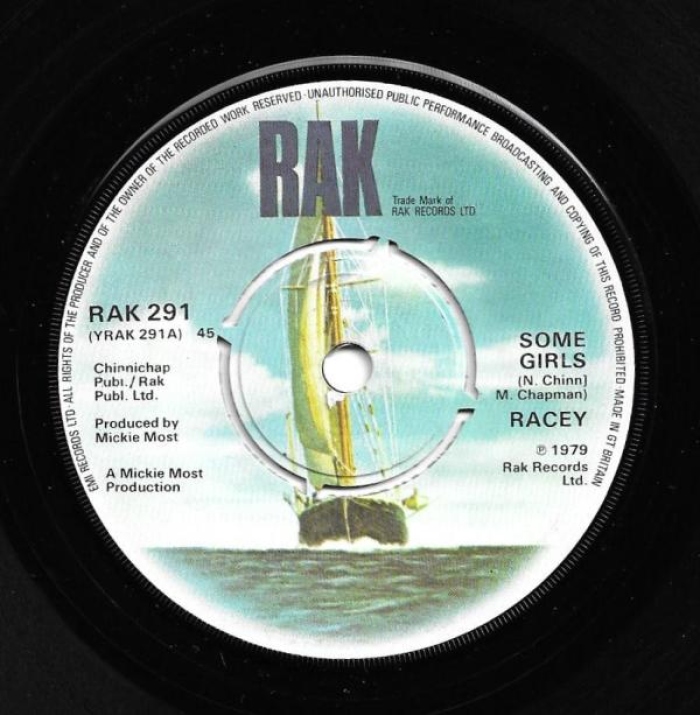 EMI RECORDS LTD·ALL RIGHTS OF THE PRODUCER AND OF THE OWNER OF THE RECORDED WORK RESERVED·UNAUTHORISED PUBLIC PERFORMANCE BROADCASTING AND COPYING OF THIS RECORD PROHIBITED·MADE IN GT BRITAIN
RAK
Trade Mark of
RAK RECORDS LTD
RAK 291
(YRAK 291A) 45
Chinnichap
Publ./Rak
Publ. Ltd.
Produced by
Mickie Most
A Mickie Most
Production
SOME
GIRLS
(N. Chinn]
M. Chapman)
RACEY
℗ 1979
Rak Records
Ltd.